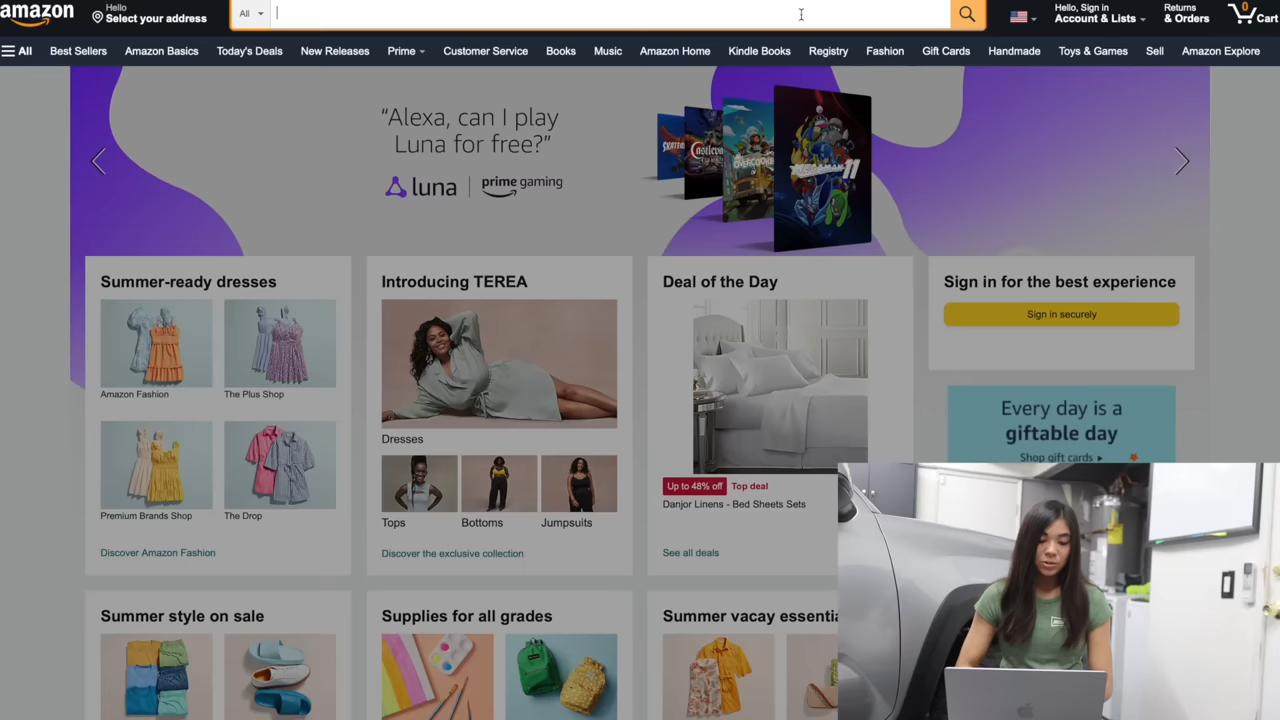 amazon
Hello
Select your address
All
Hello, Sign in
Account & Lists
Returns
& Orders
0
Cart
All
Best Sellers
Amazon Basics
Today's Deals
New Releases
Prime
Customer Service
Books
Music
Amazon Home
Kindle Books
Registry
Fashion
Gift Cards
Handmade
Toys & Games
Sell
Amazon Explore
“Alexa, can I play
Luna for free?”
luna
prime gaming
OVERCOOKED
11
Summer-ready dresses
Amazon Fashion
The Plus Shop
Premium Brands Shop
The Drop
Discover Amazon Fashion
Introducing TEREA
Dresses
Tops
Bottoms
Jumpsuits
Discover the exclusive collection
Deal of the Day
Up to 48% off
Top deal
Danjor Linens - Bed Sheets Sets
See all deals
Sign in for the best experience
Sign in securely
Every day is a
giftable day
Shop gift cards
Summer style on sale
Supplies for all grades
Summer vacay essentia